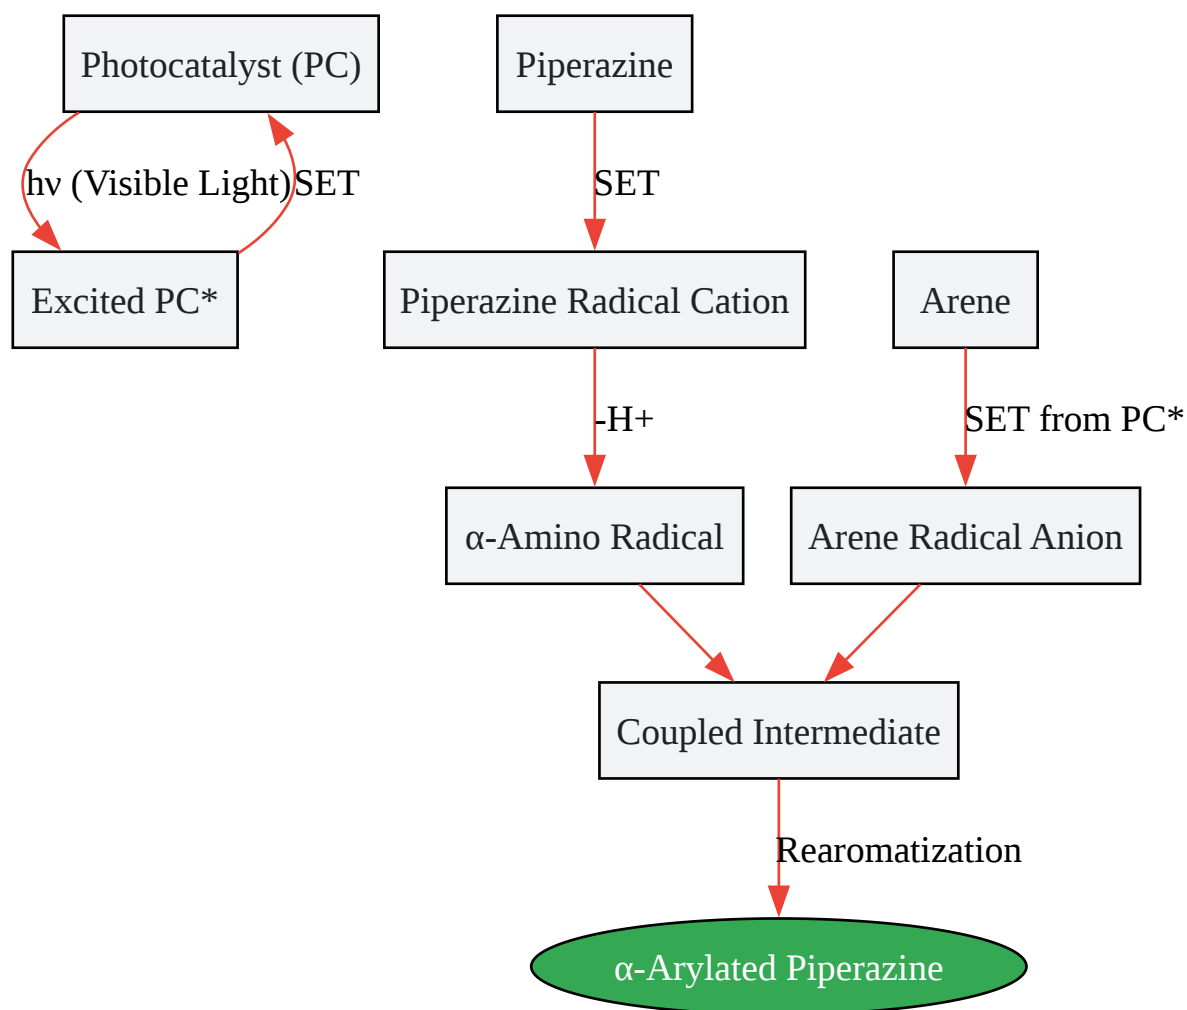 Photocatalyst (PC)
Piperazine
hν (Visible Light)
SET
SET
Excited PC*
Piperazine Radical Cation
Arene
-H+
SET from PC*
α-Amino Radical
Arene Radical Anion
Coupled Intermediate
Rearomatization
α-Arylated Piperazine